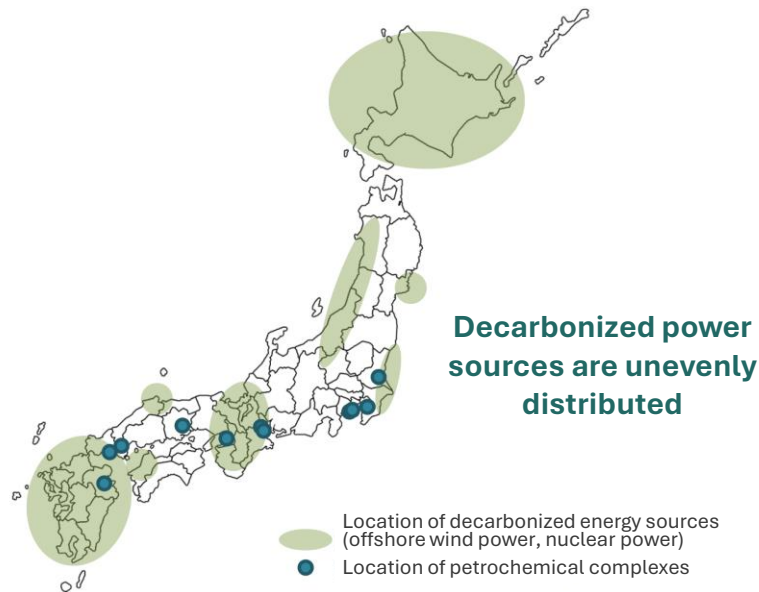 Decarbonized power
sources are unevenly
distributed
Location of decarbonized energy sources
(offshore wind power, nuclear power)
Location of petrochemical complexes